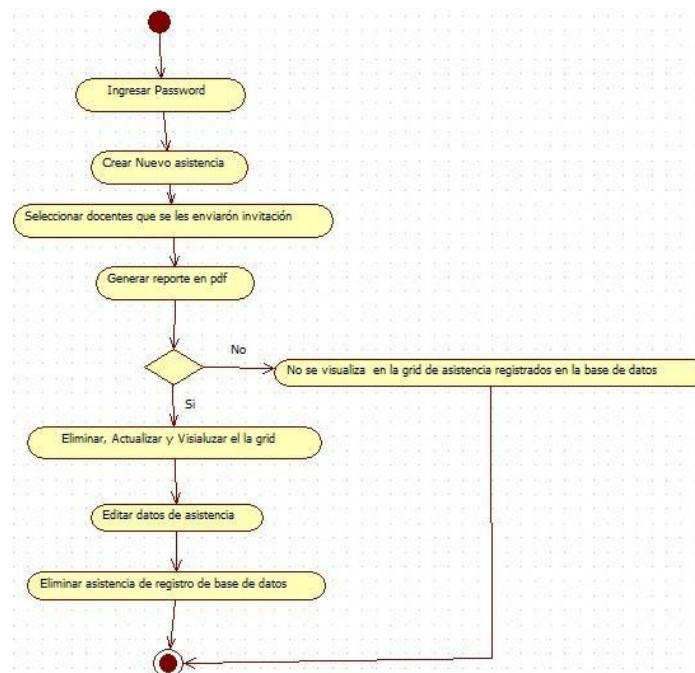 Ingresar Password
Crear Nuevo asistencia
Seleccionar docentes que se les enviarón invitación
Generar reporte en pdf
No
No se visualiza en la grid de asistencia registrados en la base de datos
Si
Eliminar, Actualizar y Visialuzar el la grid
Editar datos de asistencia
Eliminar asistencia de registro de base de datos